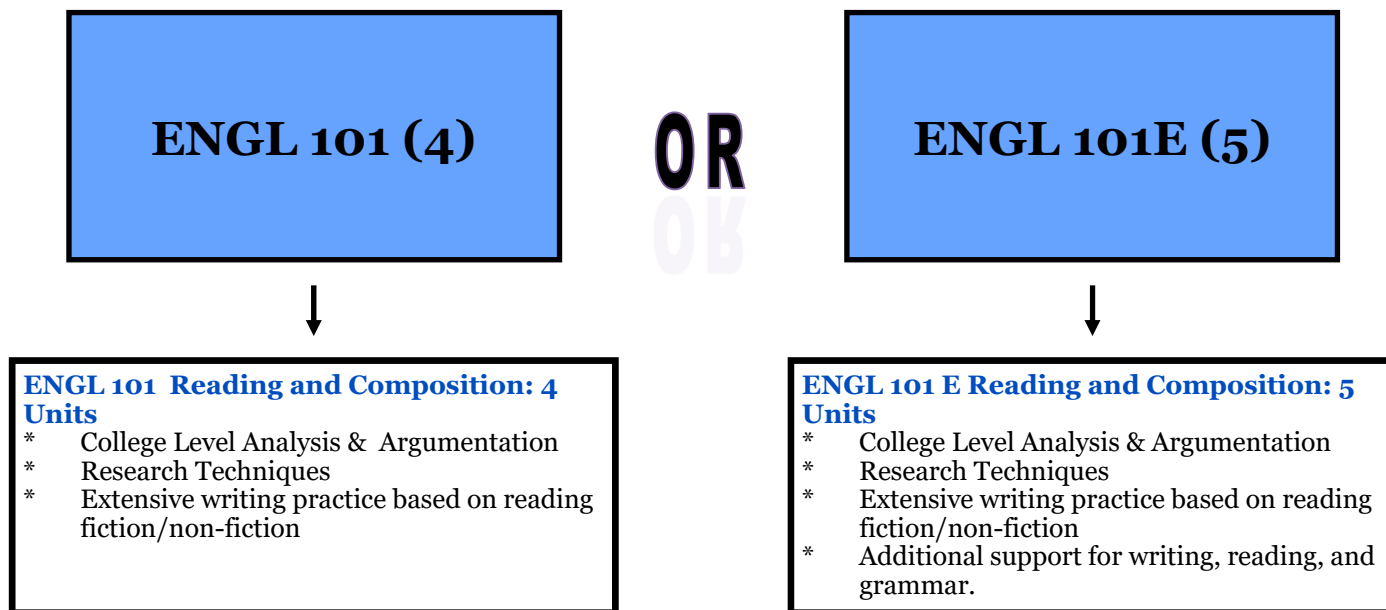 ENGL 101 (4)
OR
ENGL 101E (5)
ENGL 101  Reading and Composition: 4
Units
*	College Level Analysis &  Argumentation
*	Research Techniques
*	Extensive writing practice based on reading
fiction/non-fiction
ENGL 101 E Reading and Composition: 5
Units
*	College Level Analysis & Argumentation
*	Research Techniques
*	Extensive writing practice based on reading
fiction/non-fiction
*	Additional support for writing, reading, and
grammar.